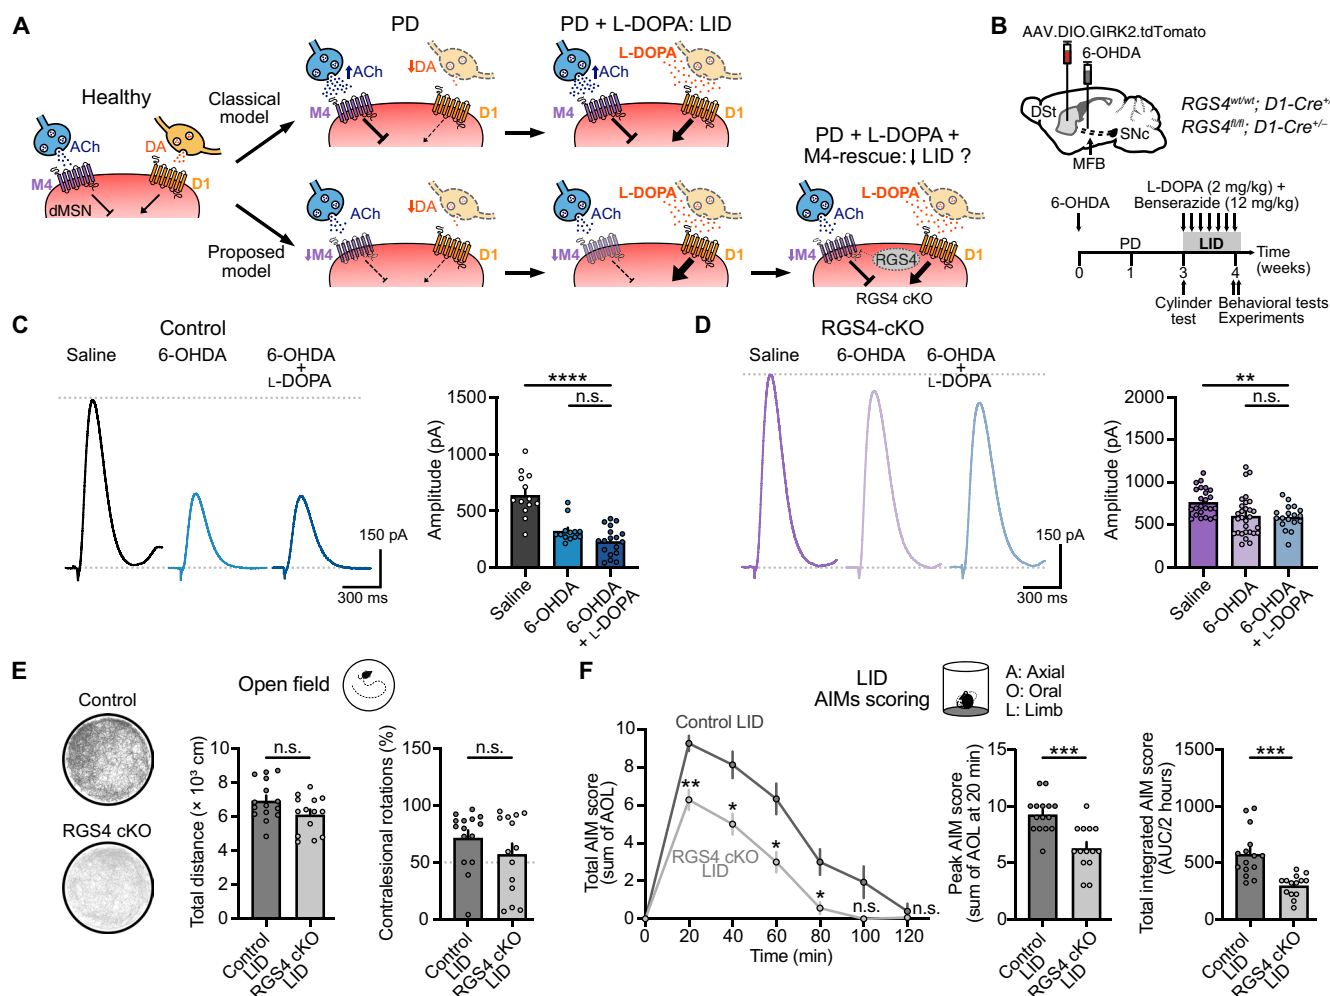 A
PD
PD + L-DOPA: LID
Healthy
Classical
model
ACh
DA
M4
D1
dMSN
ACh
DA
M4
D1
L-DOPA
ACh
M4
D1
PD + L-DOPA +
M4-rescue: ↓ LID ?
Proposed
model
ACh
DA
M4
D1
L-DOPA
ACh
M4
D1
L-DOPA
ACh
M4
D1
RGS4
RGS4 cKO
B
AAV.DIO.GIRK2.tdTomato
6-OHDA
DSt
SNc
MFB
RGS4wt/wt; D1-Cre+/
RGS4fl/fl; D1-Cre+/–
L-DOPA (2 mg/kg) +
Benserazide (12 mg/kg)
6-OHDA
PD
LID
Time
(weeks)
0 1 3 4
Cylinder
test
Behavioral tests
Experiments
C
Control
Saline
6-OHDA
6-OHDA
+
L-DOPA
150 pA
300 ms
Amplitude (pA)
1500
1000
500
0
****
n.s.
Saline
6-OHDA
6-OHDA
+ L-DOPA
D
RGS4-cKO
Saline
6-OHDA
6-OHDA
+
L-DOPA
150 pA
300 ms
Amplitude (pA)
2000
1500
1000
500
0
**
n.s.
Saline
6-OHDA
6-OHDA
+ L-DOPA
E
Open field
Control
RGS4 cKO
Total distance (× 10³ cm)
10
8
6
4
2
0
n.s.
Control
LID
RGS4 cKO
LID
Contralesional rotations (%)
150
100
50
0
n.s.
Control
LID
RGS4 cKO
LID
F
LID
AIMs scoring
A: Axial
O: Oral
L: Limb
Total AIM score
(sum of AOL)
10
8
6
4
2
0
Control LID
RGS4 cKO
LID
**
*
*
*
n.s.
n.s.
0 20 40 60 80 100 120
Time (min)
Peak AIM score
(sum of AOL at 20 min)
15
10
5
0
***
Control
LID
RGS4 cKO
LID
Total integrated AIM score
(AUC/2 hours)
1500
1000
500
0
***
Control
LID
RGS4 cKO
LID